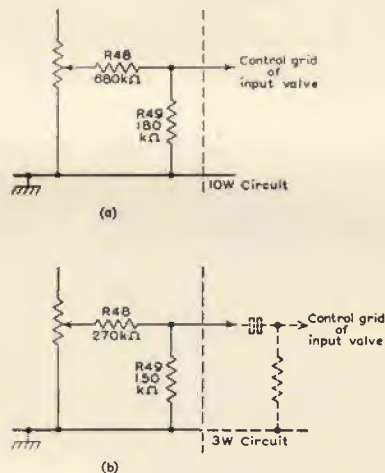 R48
680kΩ
Control grid
of
input valve
R49
180
kΩ
10W Circuit
(a)
R48
270kΩ
Control grid
of
input valve
R49
150
kΩ
3W Circuit
(b)